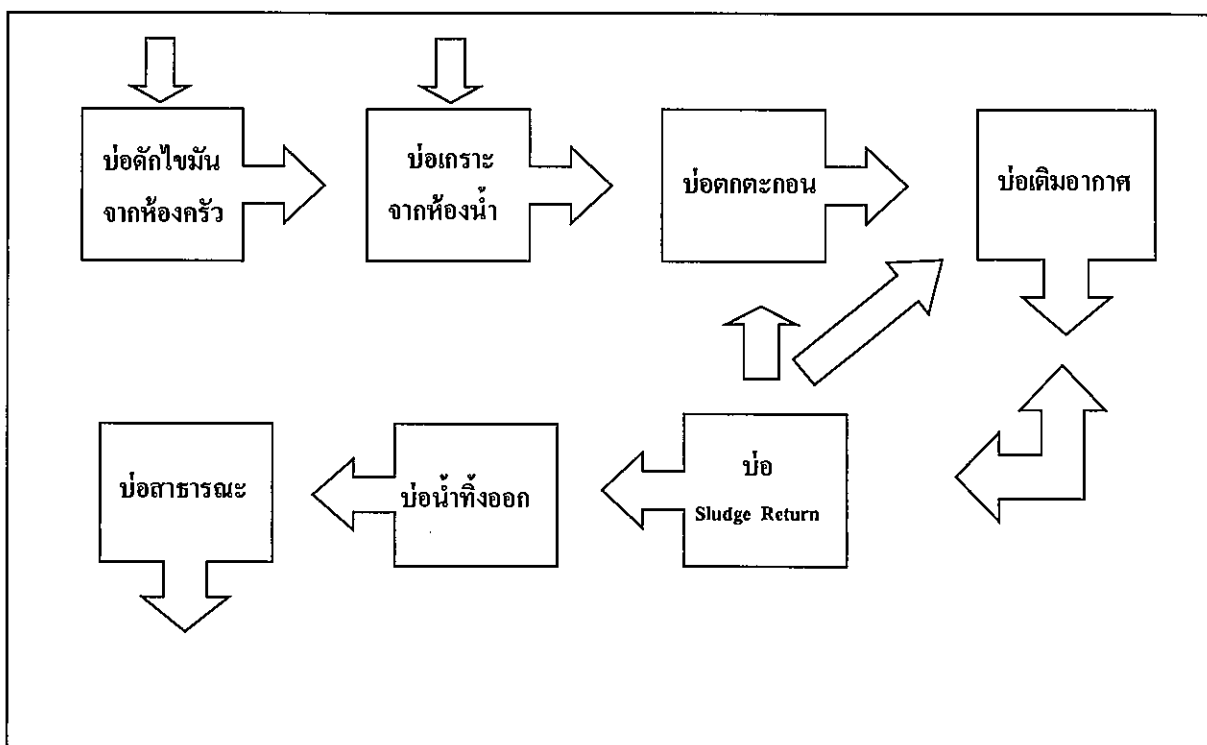 บ่อดักไขมัน
จากห้องครัว
บ่อเกราะ
จากห้องน้ำ
บ่อตกตะกอน
บ่อเติมอากาศ
บ่อสาธารณะ
บ่อน้ำทิ้งออก
บ่อ
Sludge Return